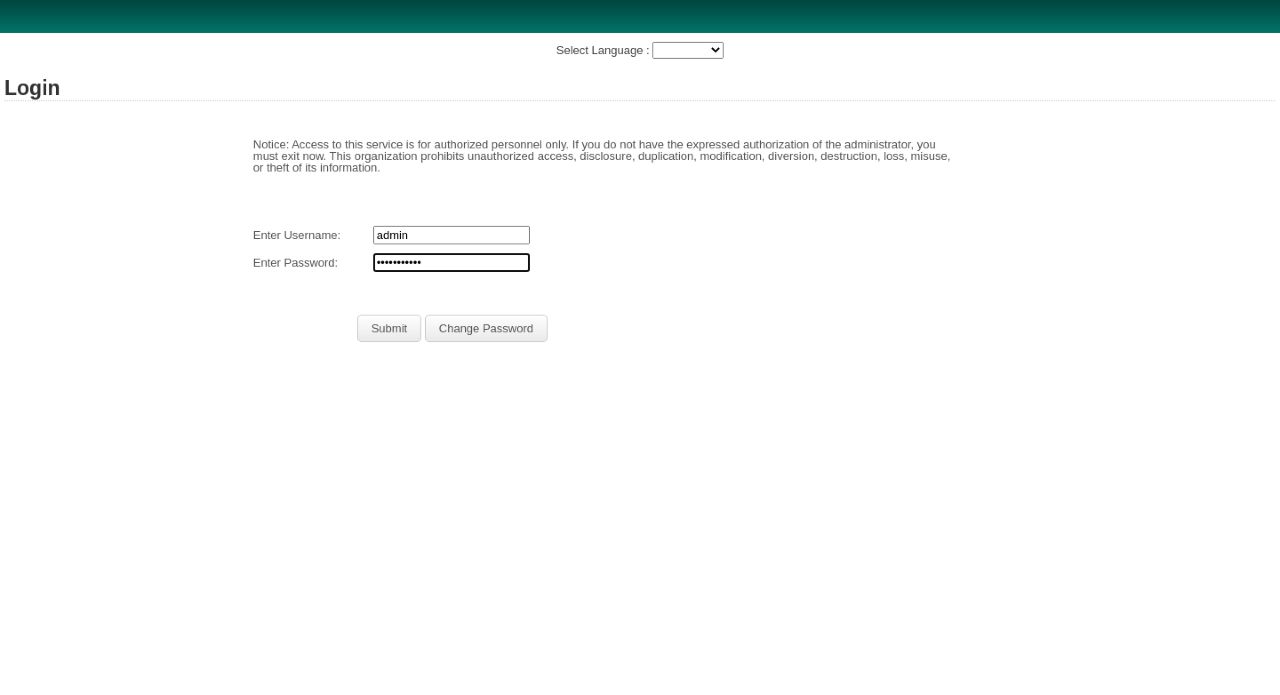 Select Language :
Login
Notice: Access to this service is for authorized personnel only. If you do not have the expressed authorization of the administrator, you
must exit now. This organization prohibits unauthorized access, disclosure, duplication, modification, diversion, destruction, loss, misuse,
or theft of its information.
Enter Username: admin
Enter Password: •••••••••••
Submit Change Password